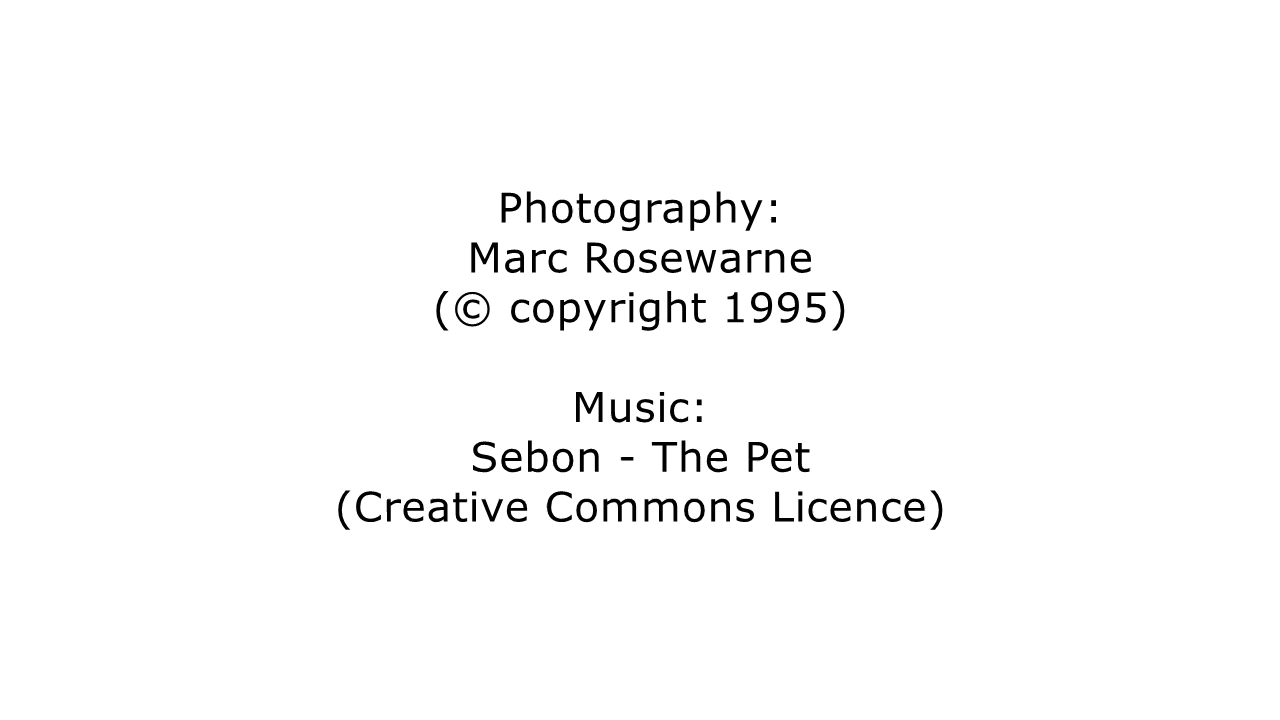 Photography:
Marc Rosewarne
(© copyright 1995)
Music:
Sebon - The Pet
(Creative Commons Licence)